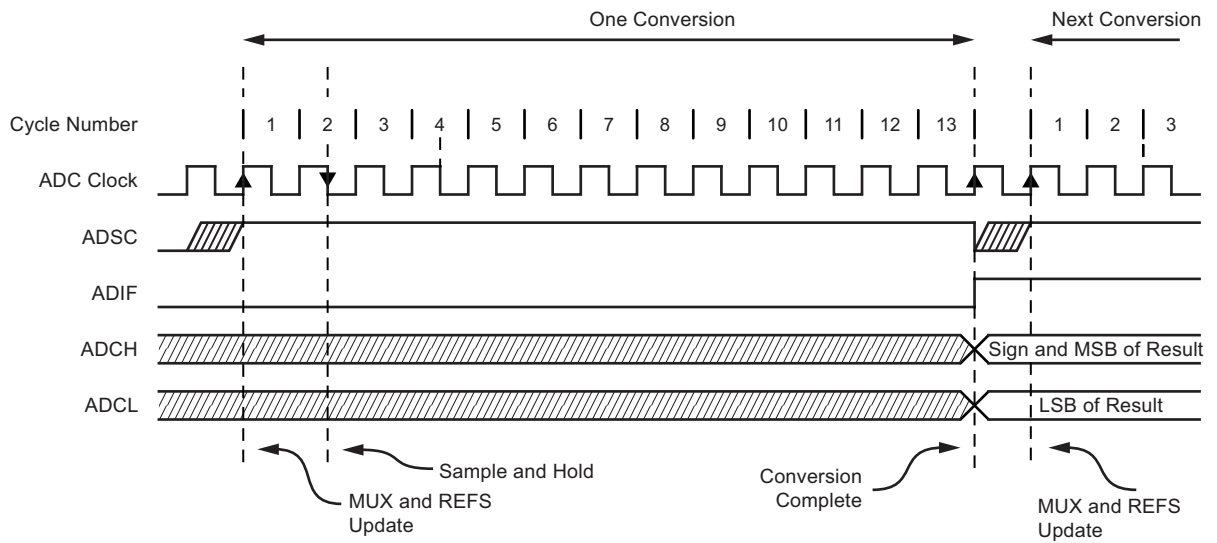 One Conversion
Next Conversion
Cycle Number
1 2 3 4 5 6 7 8 9 10 11 12 13 1 2 3
ADC Clock
ADSC
ADIF
ADCH
Sign and MSB of Result
ADCL
LSB of Result
Sample and Hold
MUX and REFS
Update
Conversion
Complete
MUX and REFS
Update